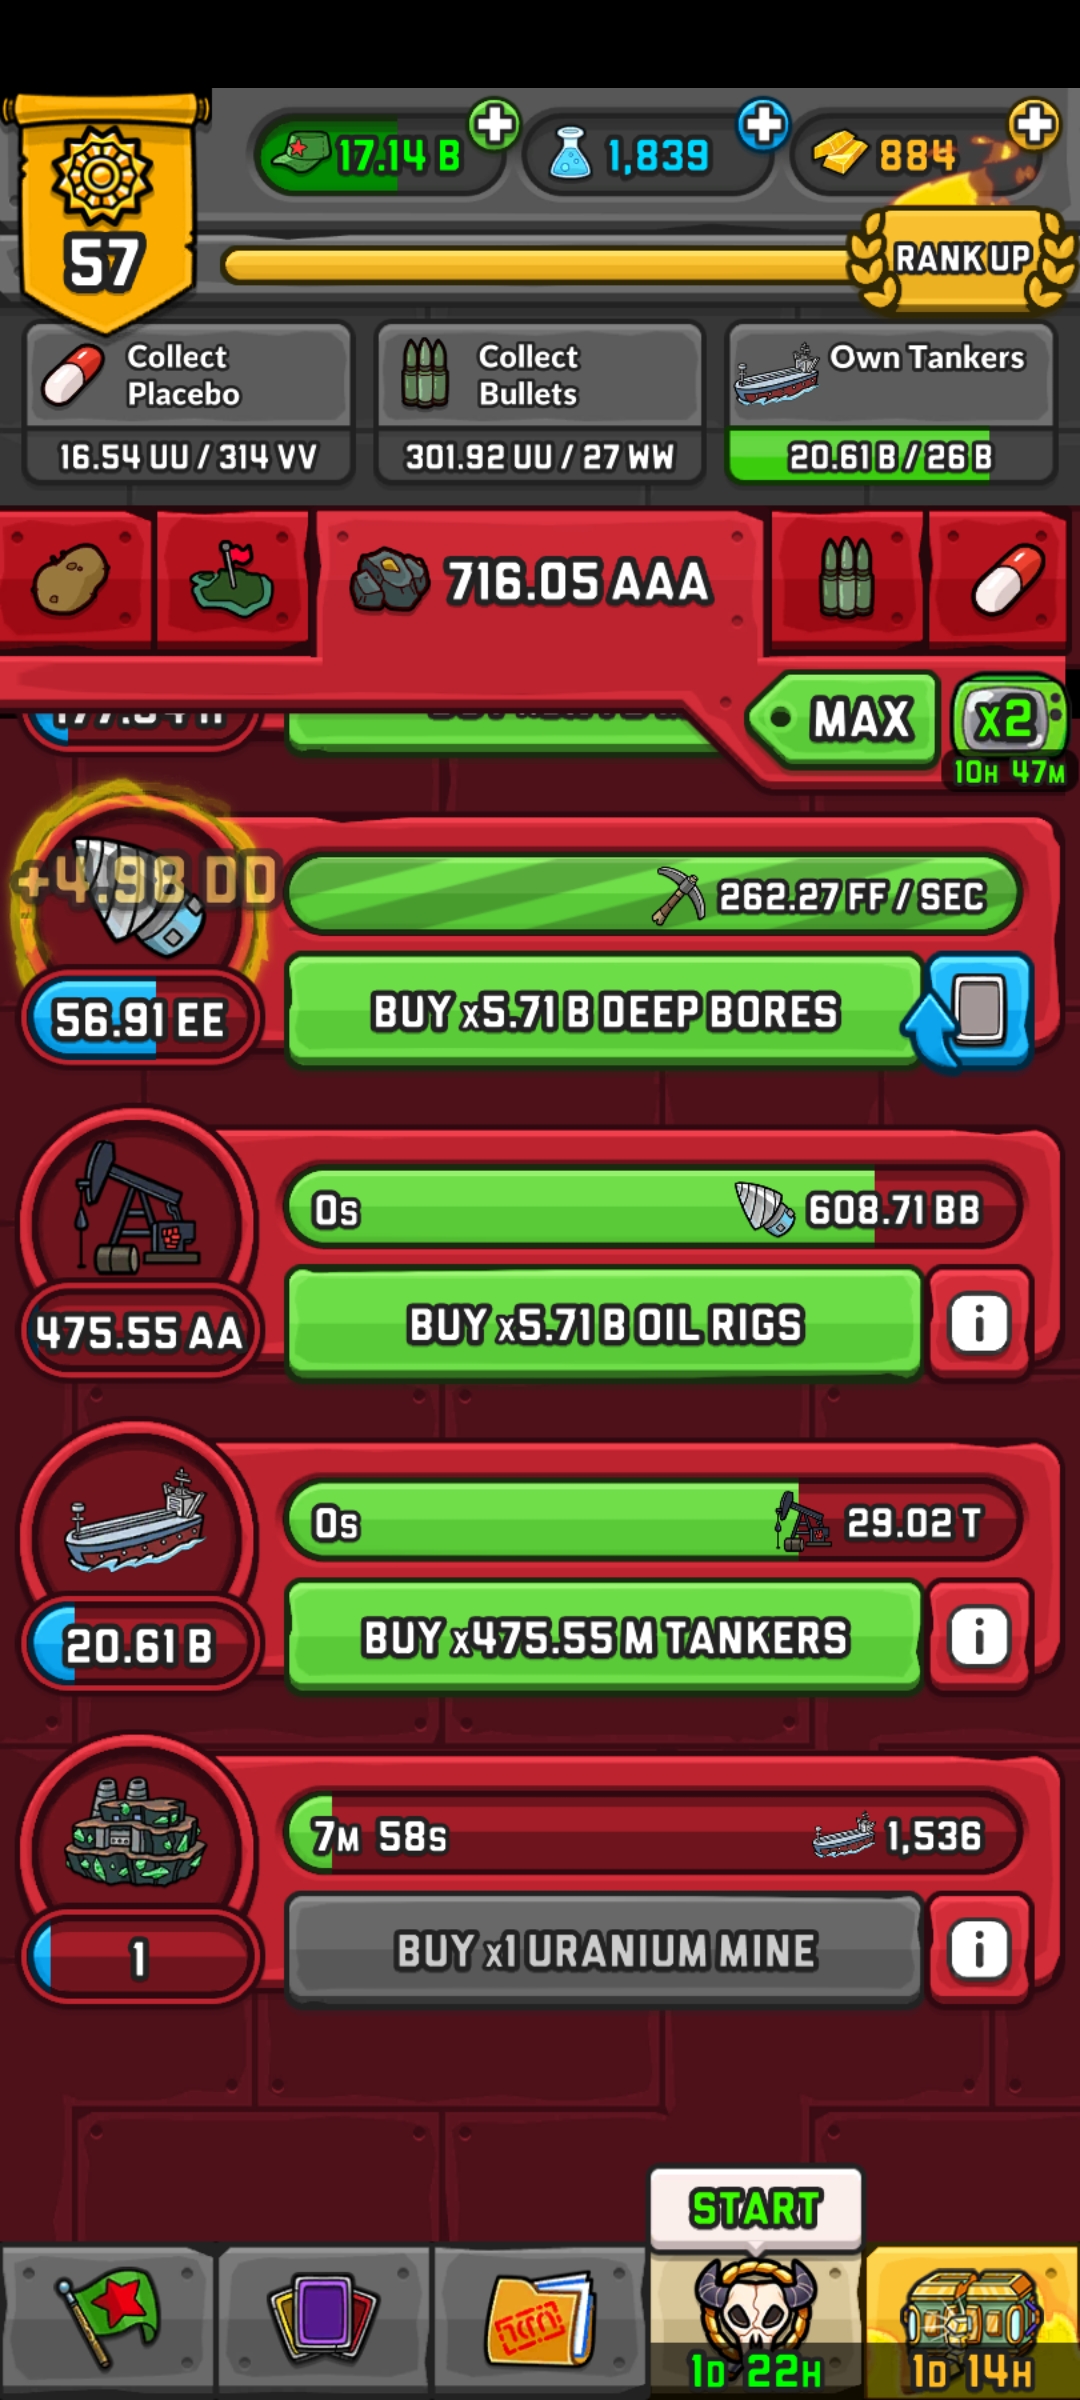 17.14 B
1,839
884
57
RANK UP
Collect
Placebo
16.54 UU / 314 VV
Collect
Bullets
301.92 UU / 27 WW
Own Tankers
20.61 B / 26 B
716.05 AAA
MAX
x2
10H 47M
+4.98 DD
262.27 FF / SEC
56.91 EE
BUY x5.71 B DEEP BORES
0s
608.71 BB
475.55 AA
BUY x5.71 B OIL RIGS
i
0s
29.02 T
20.61 B
BUY x475.55 M TANKERS
i
7M 58S
1,536
1
BUY x1 URANIUM MINE
i
START
1D 22H
1D 14H